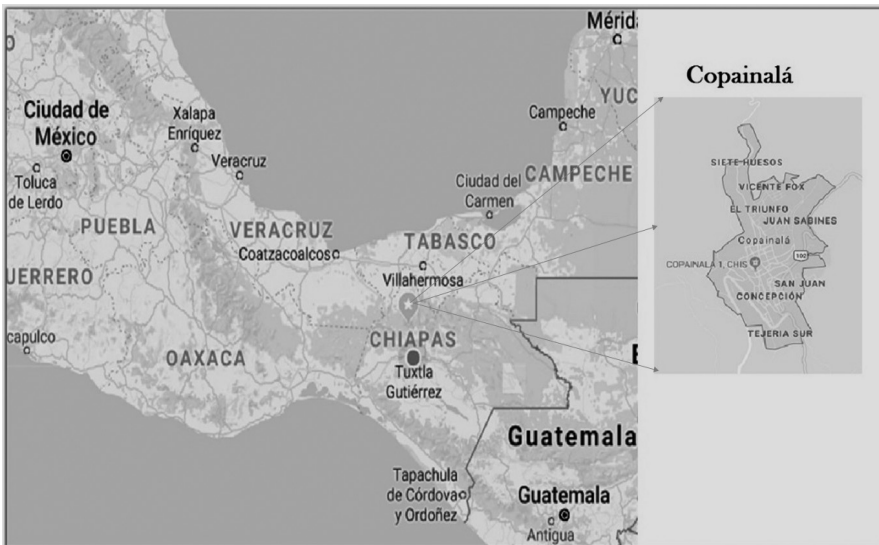 Mérida
YUC
Ciudad de
México
Xalapa
Enríquez
Campeche
Veracruz
Toluca
de Lerdo
Ciudad del
Carmen
CAMPECHE
PUEBLA
VERACRUZ
TABASCO
Coatzacoalcos
Villahermosa
UERRERO
capulco
CHIAPAS
OAXACA
Tuxtla
Gutiérrez
Guatemala
Tapachula
de Córdova
y Ordoñez
Guatemala
Antigua
Copainalá
SIETE HUESOS
VICENTE FOX
EL TRIUNFO
JUAN SABINES
Copainalá
102
COPAINALA 1, CHIS
SAN JUAN
CONCEPCIÓN
TEJERIA SUR